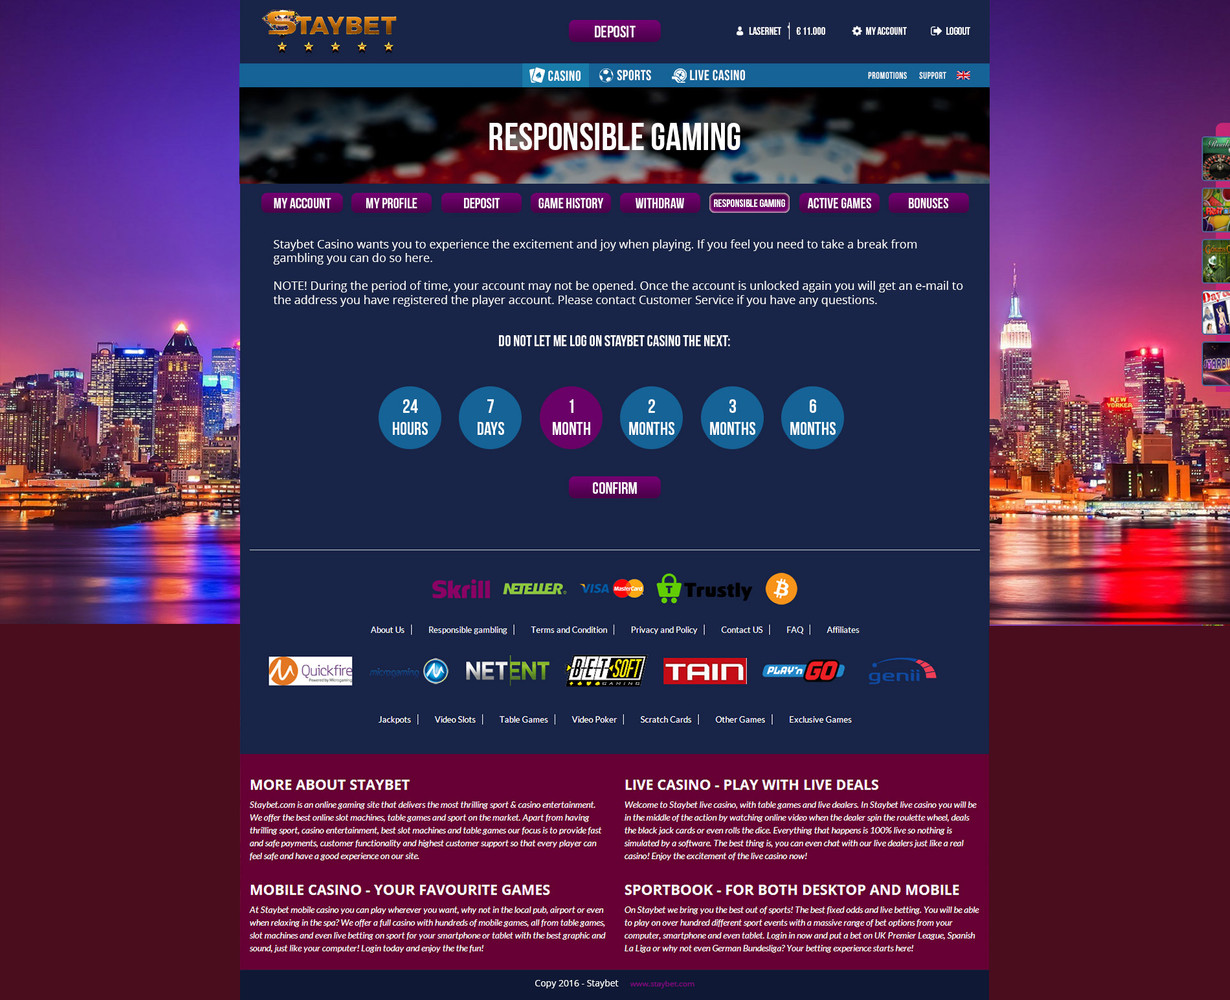 STAYBET
DEPOSIT
LASERNET
€ 11.000
MY ACCOUNT
LOGOUT
CASINO
SPORTS
LIVE CASINO
PROMOTIONS
SUPPORT
RESPONSIBLE GAMING
MY ACCOUNT
MY PROFILE
DEPOSIT
GAME HISTORY
WITHDRAW
RESPONSIBLE GAMING
ACTIVE GAMES
BONUSES
Staybet Casino wants you to experience the excitement and joy when playing. If you feel you need to take a break from
gambling you can do so here.
NOTE! During the period of time, your account may not be opened. Once the account is unlocked again you will get an e-mail to
the address you have registered the player account. Please contact Customer Service if you have any questions.
DO NOT LET ME LOG ON STAYBET CASINO THE NEXT:
24
HOURS
7
DAYS
1
MONTH
2
MONTHS
3
MONTHS
6
MONTHS
NEW
YORKER
CONFIRM
Skrill
NETELLER
VISA
MasterCard
Trustly
About Us
Responsible gambling
Terms and Condition
Privacy and Policy
Contact US
FAQ
Affiliates
Quickfire
Powered by Microgaming
microgaming
NETENT
BETSOFT
GAMING
TAIN
PLAY'n GO
genii
Jackpots
Video Slots
Table Games
Video Poker
Scratch Cards
Other Games
Exclusive Games
MORE ABOUT STAYBET
Staybet.com is an online gaming site that delivers the most thrilling sport & casino entertainment.
We offer the best online slot machines, table games and sport on the market. Apart from having
thrilling sport, casino entertainment, best slot machines and table games our focus is to provide fast
and safe payments, customer functionality and highest customer support so that every player can
feel safe and have a good experience on our site.
LIVE CASINO - PLAY WITH LIVE DEALS
Welcome to Staybet live casino, with table games and live dealers. In Staybet live casino you will be
in the middle of the action by watching online video when the dealer spin the roulette wheel, deals
the black jack cards or even rolls the dice. Everything that happens is 100% live so nothing is
simulated by a software. The best thing is, you can even chat with our live dealers just like a real
casino! Enjoy the excitement of the live casino now!
MOBILE CASINO - YOUR FAVOURITE GAMES
At Staybet mobile casino you can play wherever you want, why not in the local pub, airport or even
when relaxing in the spa? We offer a full casino with hundreds of mobile games, all from table games,
slot machines and even live betting on sport for your smartphone or tablet with the best graphic and
sound, just like your computer! Login today and enjoy the the fun!
SPORTBOOK - FOR BOTH DESKTOP AND MOBILE
On Staybet we bring you the best out of sports! The best fixed odds and live betting. You will be able
to play on over hundred different sport events with a massive range of bet options from your
computer, smartphone and even tablet. Login in now and put a bet on UK Premier League, Spanish
La Liga or why not even German Bundesliga? Your betting experience starts here!
Copy 2016 - Staybet
www.staybet.com